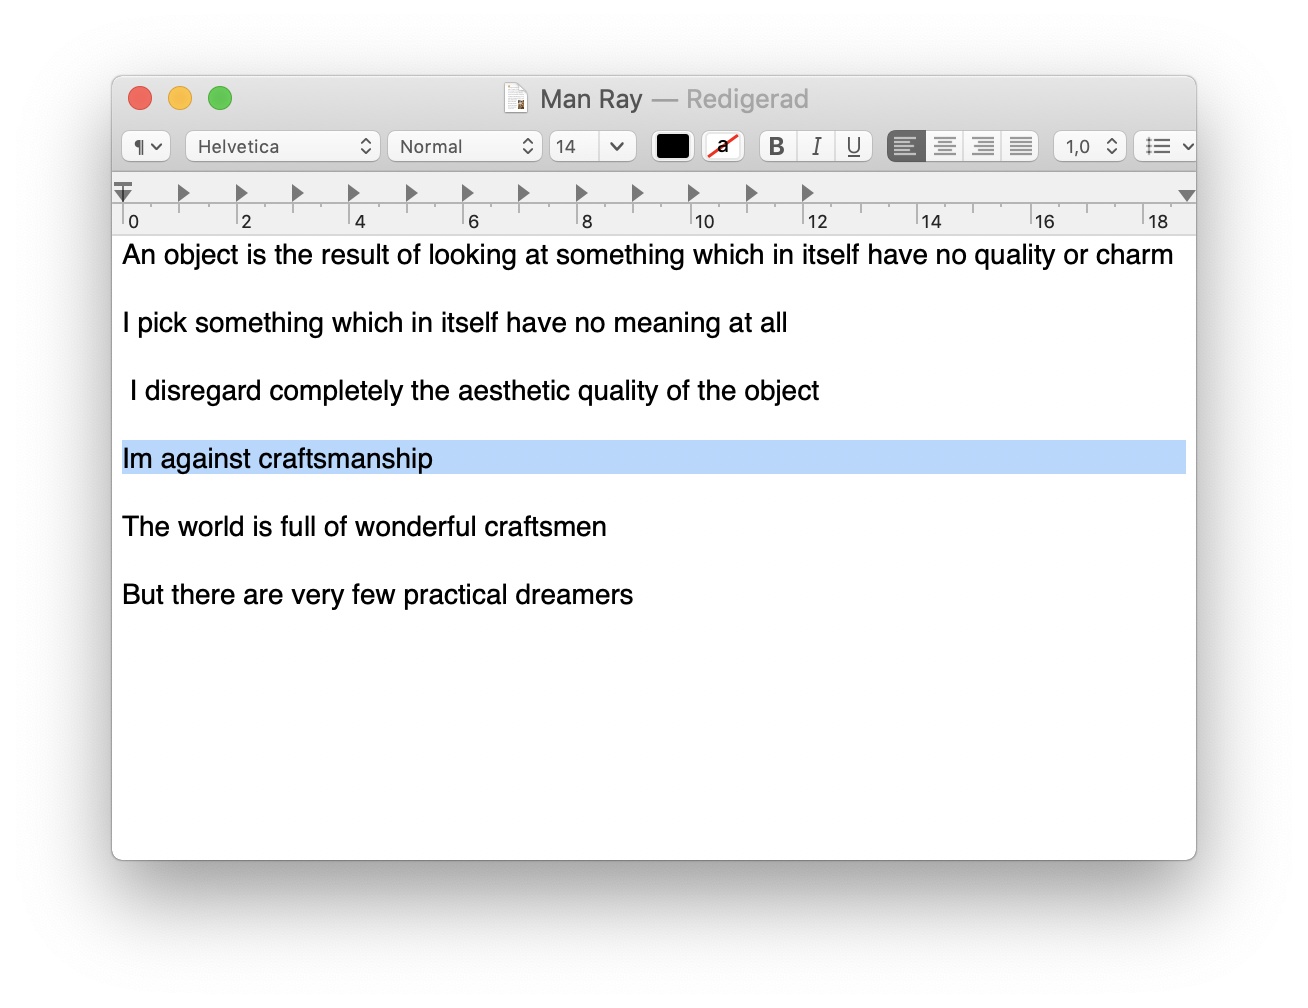 Man Ray — Redigerad
¶ Helvetica Normal 14 a B I U 1,0
0 2 4 6 8 10 12 14 16 18
An object is the result of looking at something which in itself have no quality or charm
I pick something which in itself have no meaning at all
I disregard completely the aesthetic quality of the object
Im against craftsmanship
The world is full of wonderful craftsmen
But there are very few practical dreamers